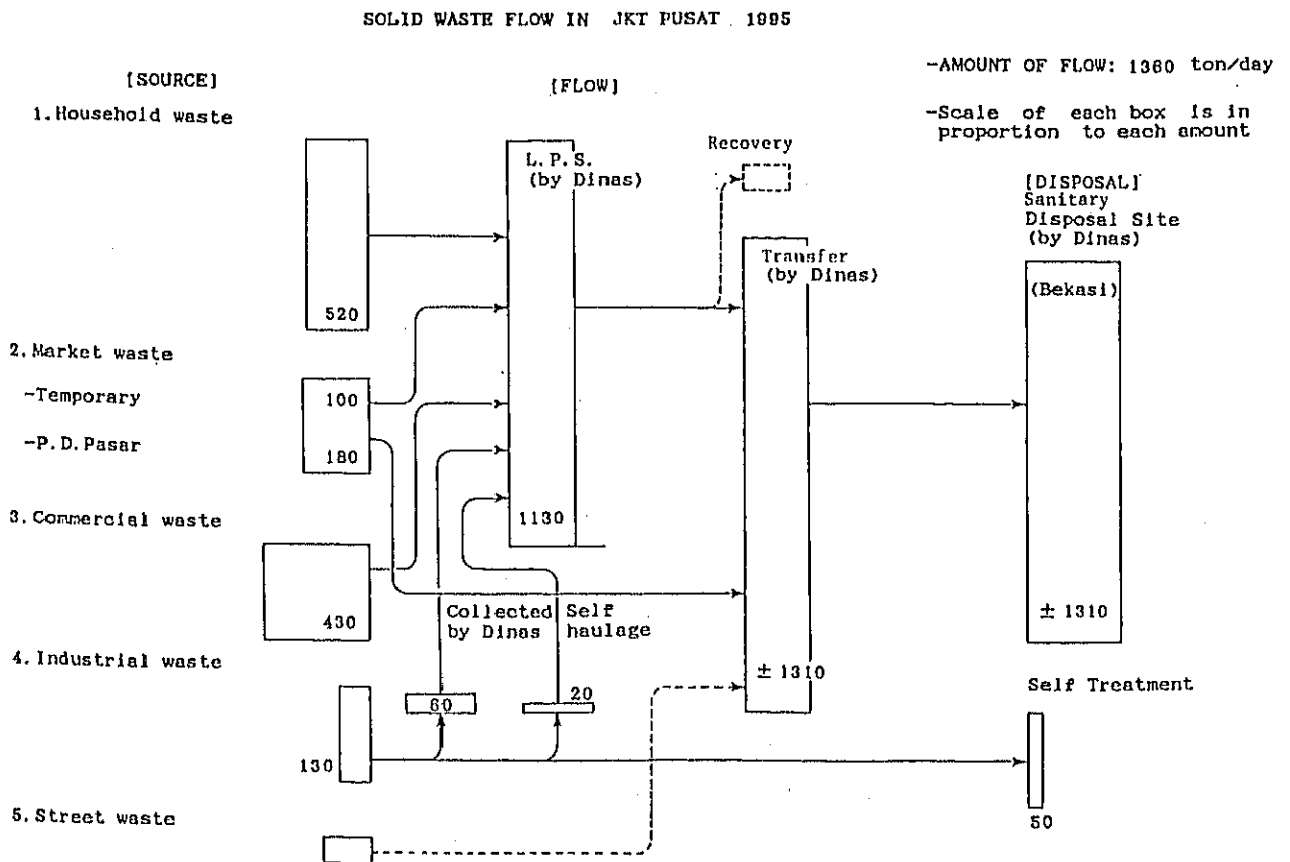 SOLID WASTE FLOW IN JKT PUSAT 1995
-AMOUNT OF FLOW: 1360 ton/day
-Scale of each box is in
proportion to each amount
[SOURCE]
[FLOW]
1.Household waste
520
L.P.S.
(by Dinas)
Recovery
[DISPOSAL]
Sanitary
Disposal Site
(by Dinas)
Transfer
(by Dinas)
(Bekasi)
2.Market waste
-Temporary
100
-P.D.Pasar
180
1130
3.Commercial waste
430
Collected
by Dinas
Self
haulage
± 1310
± 1310
4.Industrial waste
60
20
Self Treatment
130
50
5.Street waste